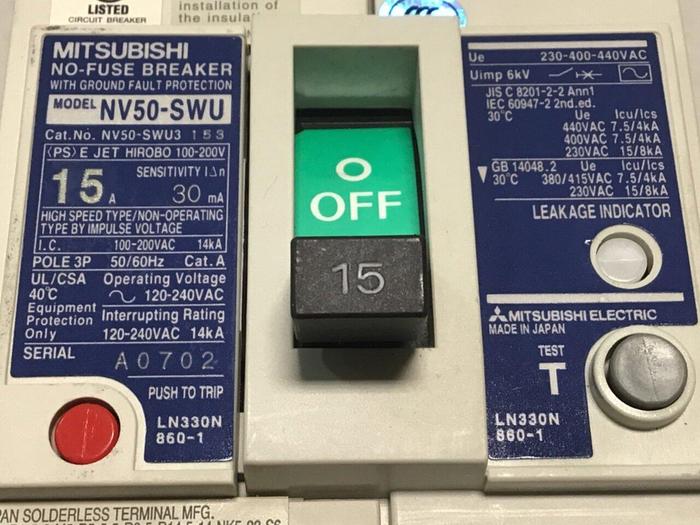 LISTED
CIRCUIT BREAKER
installation of
the insulat
MITSUBISHI
NO-FUSE BREAKER
WITH GROUND FAULT PROTECTION
MODEL NV50-SWU
Cat.No. NV50-SWU3 153
<PS>E JET HIROBO 100-200V
15 A SENSITIVITY I△n 30 mA
HIGH SPEED TYPE/NON-OPERATING
TYPE BY IMPULSE VOLTAGE
I.C. 100-200VAC 14kA
POLE 3P 50/60Hz Cat.A
UL/CSA Operating Voltage
40°C 120-240VAC
Equipment
Protection Interrupting Rating
Only 120-240VAC 14kA
SERIAL A0702
PUSH TO TRIP
LN330N
860-1
O
OFF
15
Ue 230-400-440VAC
Uimp 6kV
JIS C 8201-2-2 Ann1
IEC 60947-2 2nd.ed.
30°C Ue Icu/Ics
440VAC 7.5/4kA
400VAC 7.5/4kA
230VAC 15/8kA
GB 14048.2 Ue Icu/Ics
30°C 380/415VAC 7.5/4kA
230VAC 15/8kA
LEAKAGE INDICATOR
MITSUBISHI ELECTRIC
MADE IN JAPAN
TEST
T
LN330N
860-1
PAN SOLDERLESS TERMINAL MFG.